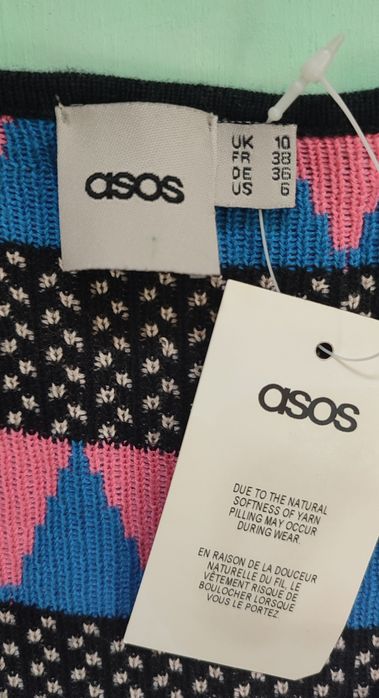 asos
UK 10
FR 38
DE 36
US 6
asos
DUE TO THE NATURAL
SOFTNESS OF YARN
PILLING MAY OCCUR
DURING WEAR.
EN RAISON DE LA DOUCEUR
NATURELLE DU FIL, LE
VÊTEMENT RISQUE DE
BOULOCHER LORSQUE
VOUS LE PORTEZ.